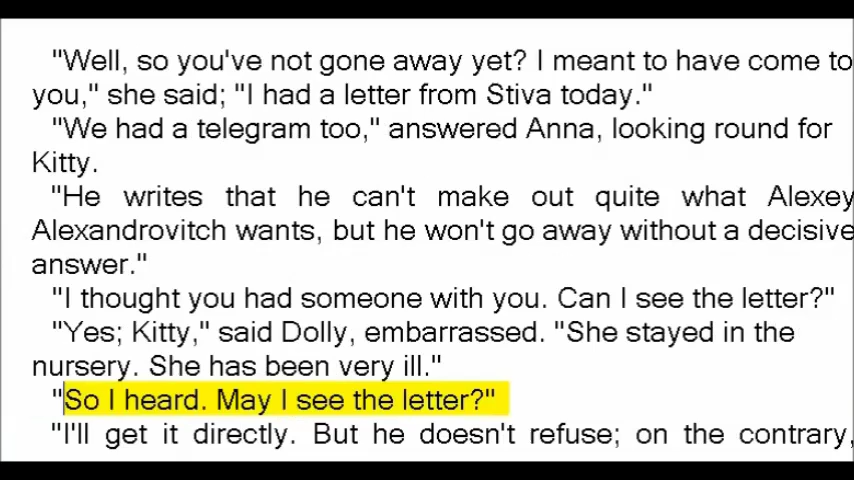 "Well, so you've not gone away yet? I meant to have come to
you," she said; "I had a letter from Stiva today."
"We had a telegram too," answered Anna, looking round for
Kitty.
"He writes that he can't make out quite what Alexey
Alexandrovitch wants, but he won't go away without a decisive
answer."
"I thought you had someone with you. Can I see the letter?"
"Yes; Kitty," said Dolly, embarrassed. "She stayed in the
nursery. She has been very ill."
"So I heard. May I see the letter?"
"I'll get it directly. But he doesn't refuse; on the contrary,